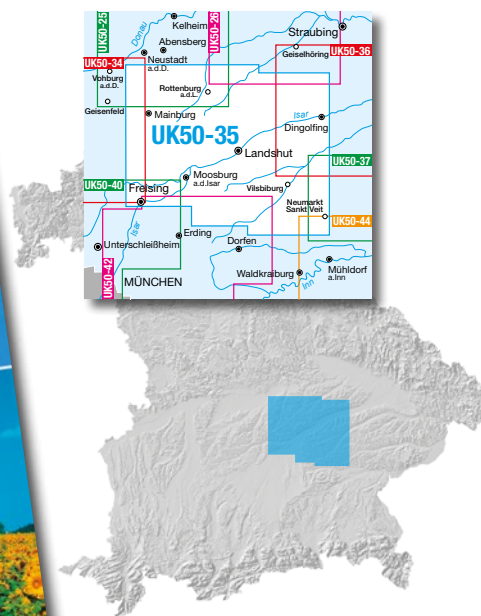 UK50-25
Kelheim
UK50-26
Straubing
Donau
Abensberg
Geiselhöring
UK50-36
Neustadt
a.d.D.
UK50-34
Vohburg
a.d.D.
Rottenburg
a.d.L.
Geisenfeld
Mainburg
Isar
Dingolfing
UK50-35
Landshut
UK50-37
Moosburg
a.d.Isar
UK50-40
Freising
Vilsbiburg
Neumarkt
Sankt Veit
UK50-44
Isar
Erding
Unterschleißheim
Dorfen
UK50-42
Waldkraiburg
Mühldorf
a.Inn
MÜNCHEN
Inn